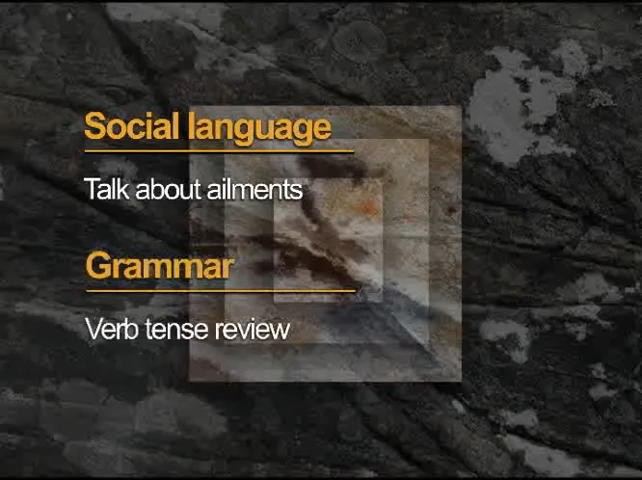 Social language
Talk about ailments
Grammar
Verb tense review